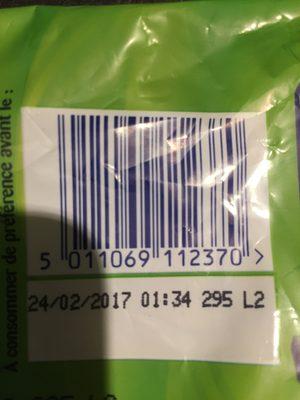 A consommer de préférence avant le :
5 011069 112370 >
24/02/2017 01:34 295 L2